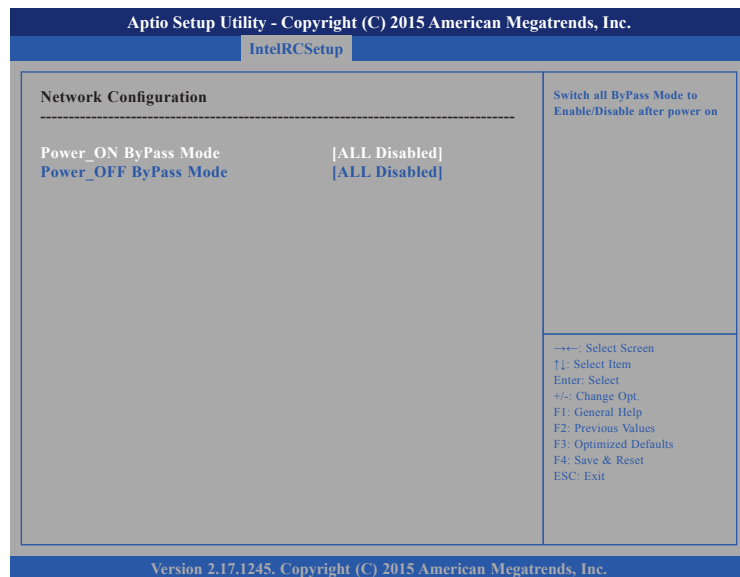 Aptio Setup Utility - Copyright (C) 2015 American Megatrends, Inc.
IntelRCSetup
Network Configuration
--------------------------------------------------------------------------------------
Power_ON ByPass Mode [ALL Disabled]
Power_OFF ByPass Mode [ALL Disabled]
Switch all ByPass Mode to
Enable/Disable after power on
→←: Select Screen
↑↓: Select Item
Enter: Select
+/-: Change Opt.
F1: General Help
F2: Previous Values
F3: Optimized Defaults
F4: Save & Reset
ESC: Exit
Version 2.17.1245. Copyright (C) 2015 American Megatrends, Inc.